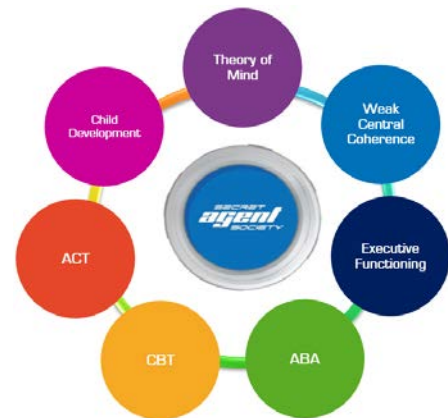 Theory of
Mind
Weak
Central
Coherence
Executive
Functioning
ABA
CBT
ACT
Child
Development
SECRET
agent
SOCIETY